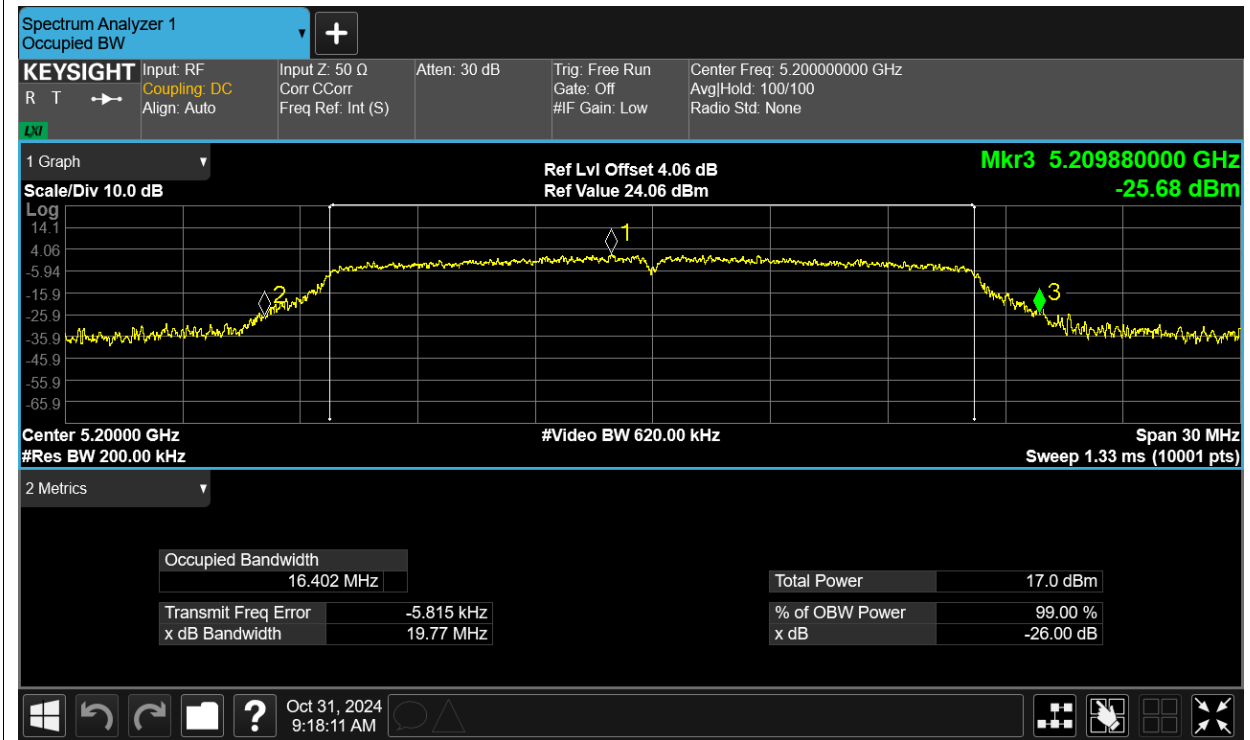 Spectrum Analyzer 1
Occupied BW
KEYSIGHT
R T
LXI
Input: RF
Coupling: DC
Align: Auto
Input Z: 50 Ω
Corr CCorr
Freq Ref: Int (S)
Atten: 30 dB
Trig: Free Run
Gate: Off
#IF Gain: Low
Center Freq: 5.200000000 GHz
Avg|Hold: 100/100
Radio Std: None
1 Graph
Scale/Div 10.0 dB
Ref Lvl Offset 4.06 dB
Ref Value 24.06 dBm
Mkr3 5.209880000 GHz
-25.68 dBm
Log
14.1
4.06
-5.94
-15.9
-25.9
-35.9
-45.9
-55.9
-65.9
1
2
3
Center 5.20000 GHz
#Video BW 620.00 kHz
Span 30 MHz
#Res BW 200.00 kHz
Sweep 1.33 ms (10001 pts)
2 Metrics
Occupied Bandwidth
16.402 MHz
Transmit Freq Error -5.815 kHz
x dB Bandwidth 19.77 MHz
Total Power 17.0 dBm
% of OBW Power 99.00 %
x dB -26.00 dB
?
Oct 31, 2024
9:18:11 AM